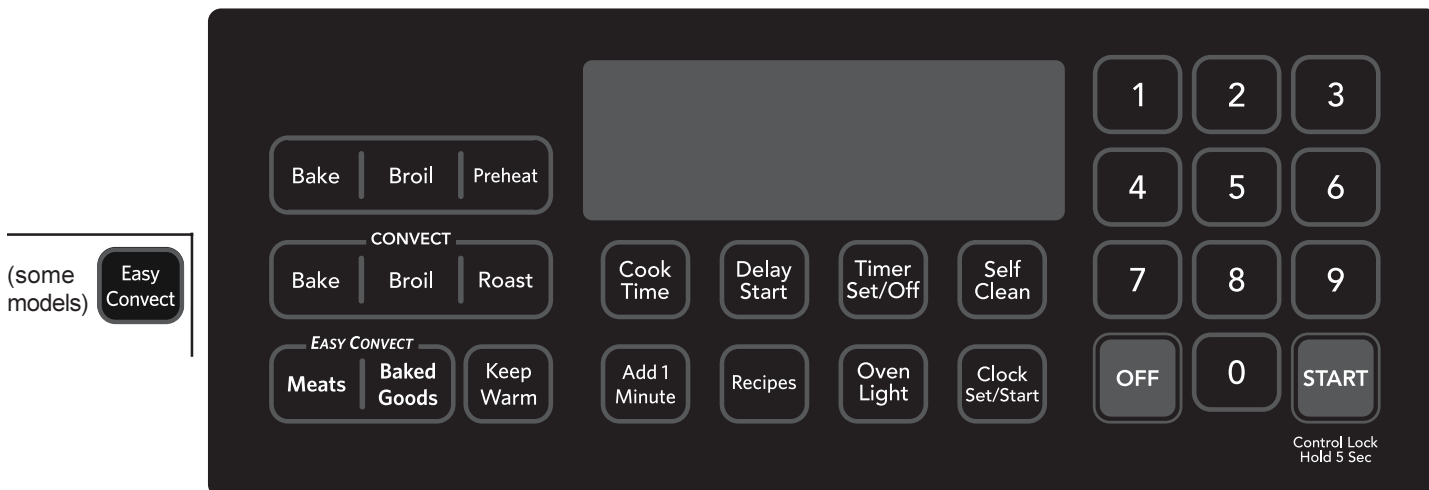 (some
models)
Easy
Convect
Bake
Broil
Preheat
CONVECT
Bake
Broil
Roast
EASY CONVECT
Meats
Baked
Goods
Keep
Warm
Cook
Time
Delay
Start
Timer
Set/Off
Self
Clean
Add 1
Minute
Recipes
Oven
Light
Clock
Set/Start
1
2
3
4
5
6
7
8
9
OFF
0
START
Control Lock
Hold 5 Sec